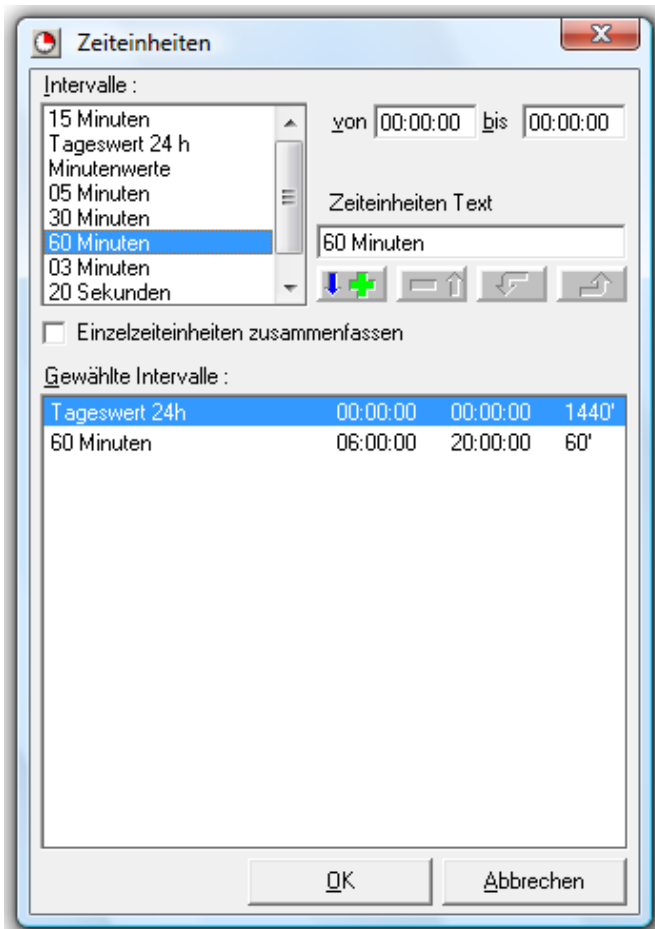 Zeiteinheiten
Intervalle :
15 Minuten
Tageswert 24 h
Minutenwerte
05 Minuten
30 Minuten
60 Minuten
03 Minuten
20 Sekunden
von 00:00:00 bis 00:00:00
Zeiteinheiten Text
60 Minuten
Einzelzeiteinheiten zusammenfassen
Gewählte Intervalle :
Tageswert 24h 00:00:00 00:00:00 1440'
60 Minuten 06:00:00 20:00:00 60'
OK Abbrechen